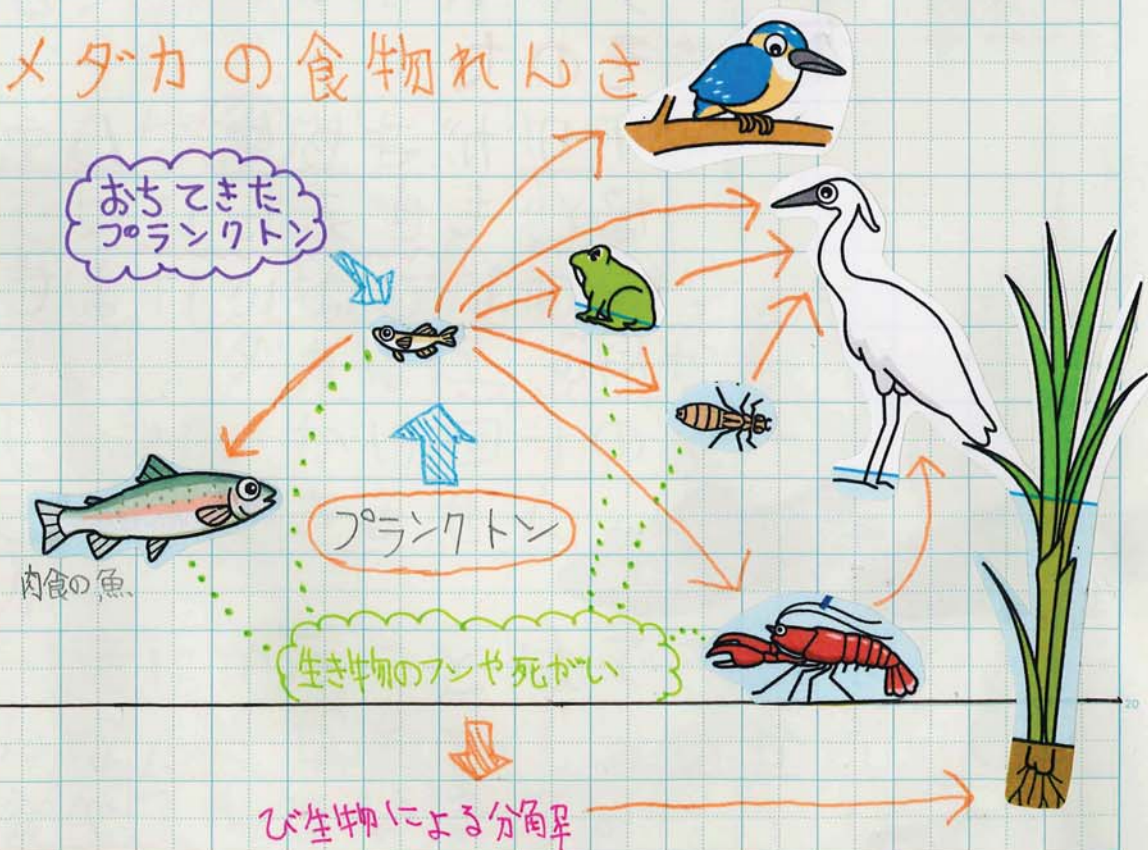 メダカの食物れんさ
おちてきた
プランクトン
プランクトン
肉食の魚
生き物のフンや死がい
20
び生物による分解